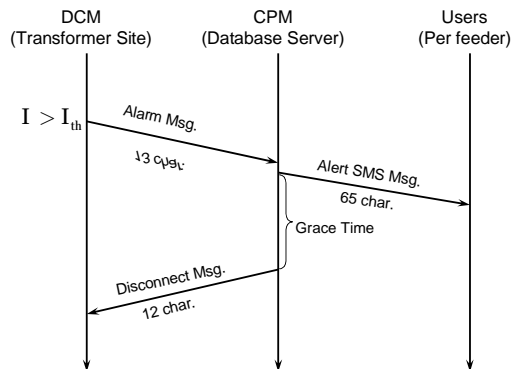 DCM
(Transformer Site)
CPM
(Database Server)
Users
(Per feeder)
I > I_th
Alarm Msg.
Alert SMS Msg.
65 char.
Grace Time
Disconnect Msg.
12 char.